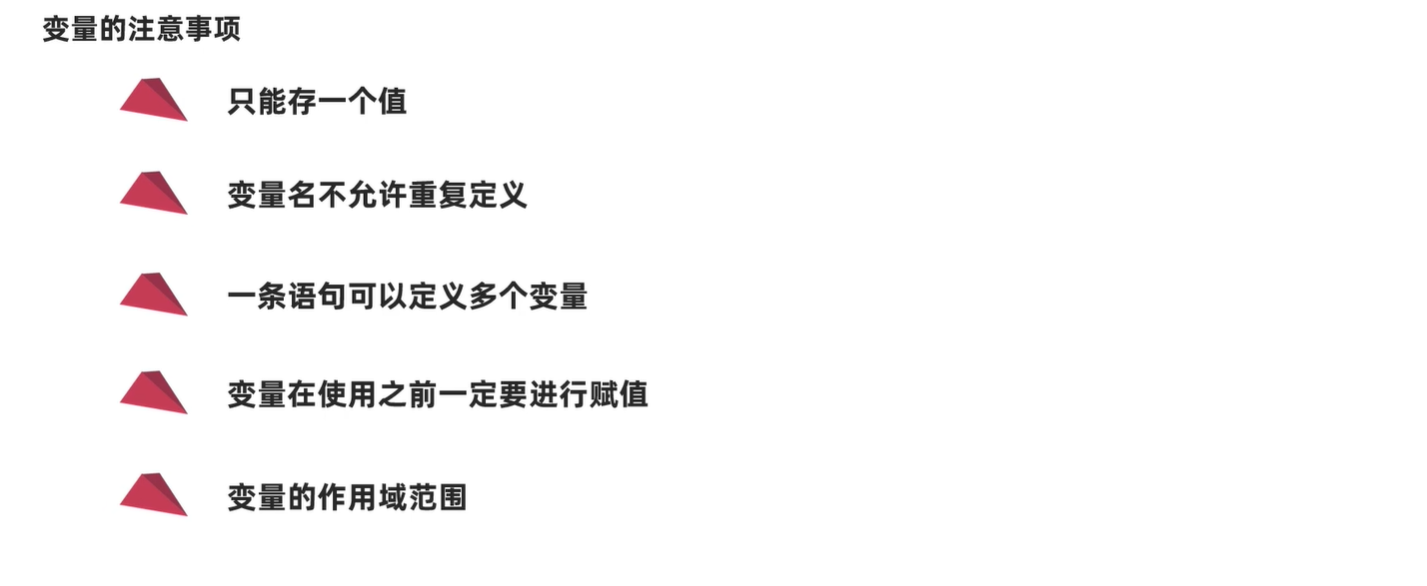 变量的注意事项
只能存一个值
变量名不允许重复定义
一条语句可以定义多个变量
变量在使用之前一定要进行赋值
变量的作用域范围